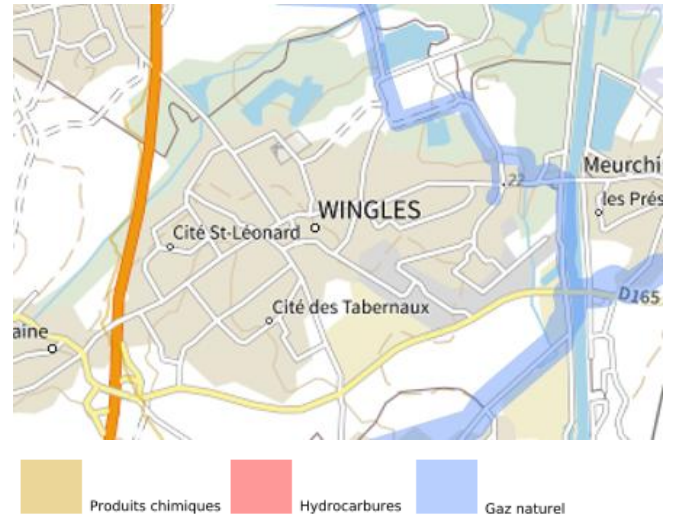 Meurchi
22
les Prés
WINGLES
Cité St-Léonard
D165
Cité des Tabernaux
aine
Produits chimiques
Hydrocarbures
Gaz naturel